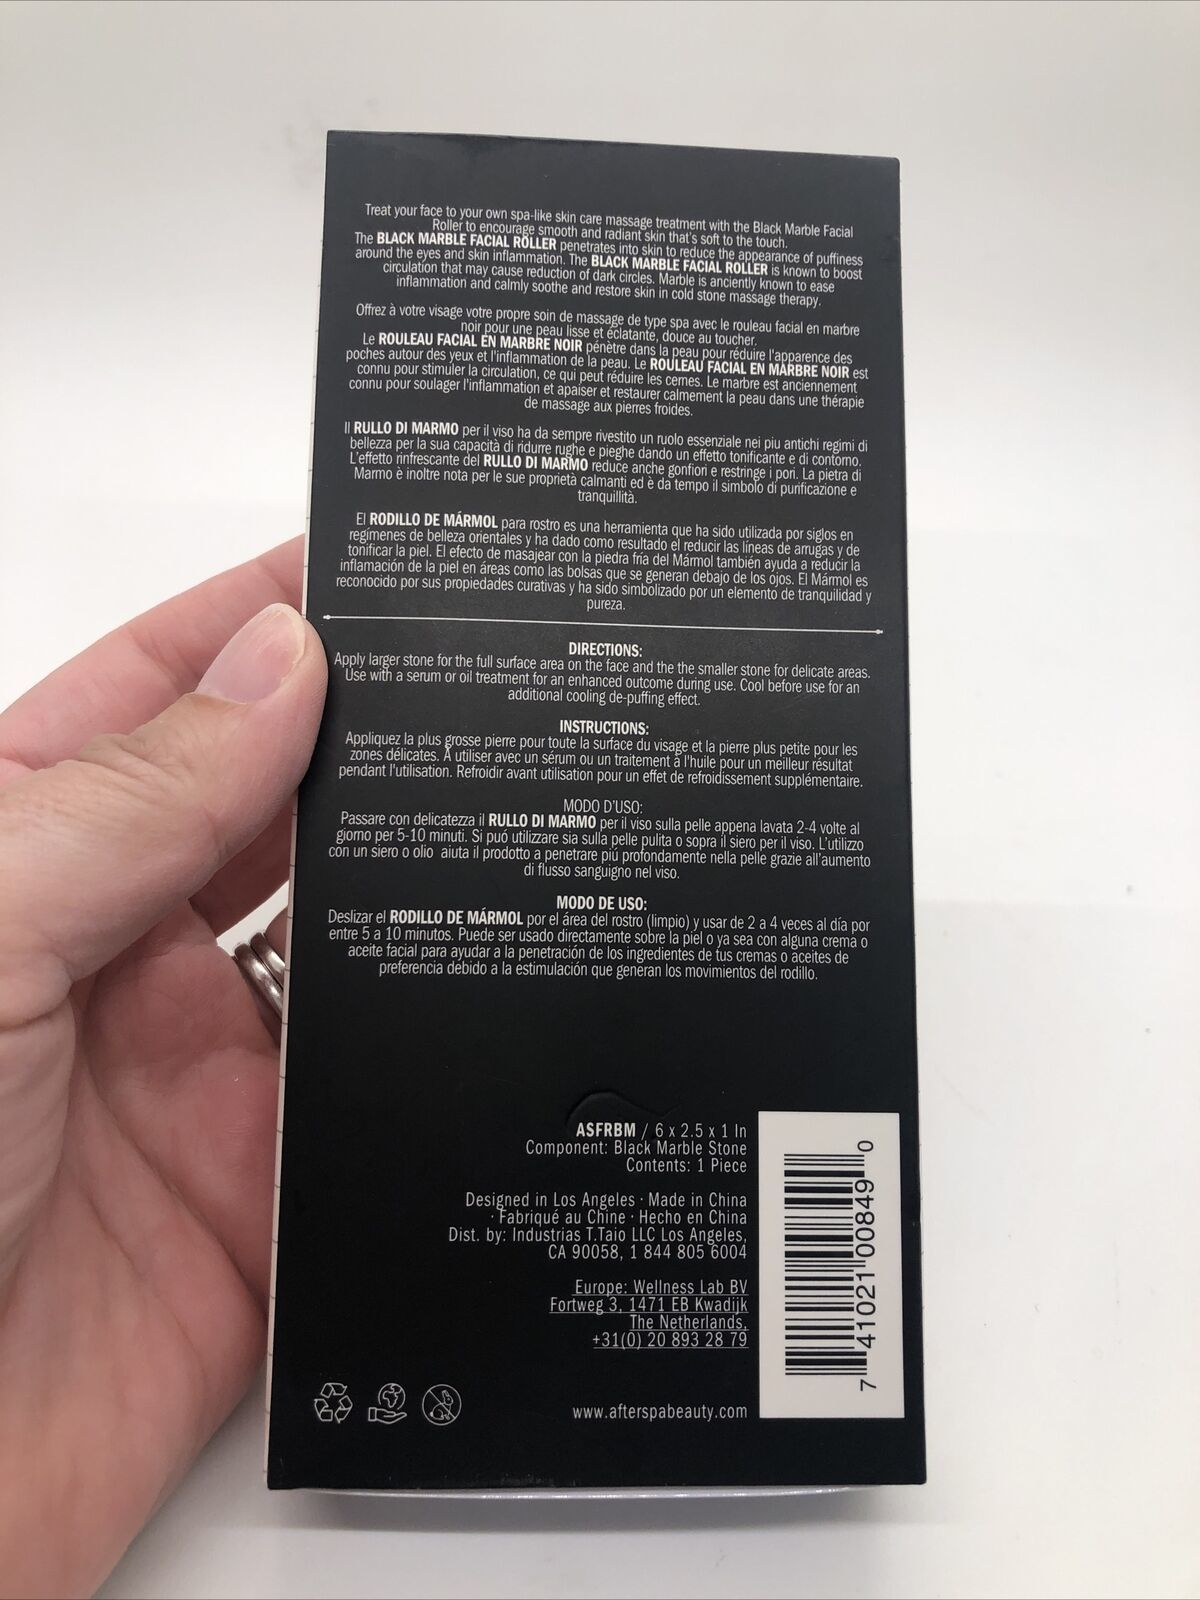 Treat your face to your own spa-like skin care massage treatment with the Black Marble Facial
Roller to encourage smooth and radiant skin that's soft to the touch.
The BLACK MARBLE FACIAL ROLLER penetrates into skin to reduce the appearance of puffiness
around the eyes and skin inflammation. The BLACK MARBLE FACIAL ROLLER is known to boost
circulation that may cause reduction of dark circles. Marble is anciently known to ease
inflammation and calmly soothe and restore skin in cold stone massage therapy.
Offrez à votre visage votre propre soin de massage de type spa avec le rouleau facial en marbre
noir pour une peau lisse et éclatante, douce au toucher.
Le ROULEAU FACIAL EN MARBRE NOIR pénètre dans la peau pour réduire l'apparence des
poches autour des yeux et l'inflammation de la peau. Le ROULEAU FACIAL EN MARBRE NOIR est
connu pour stimuler la circulation, ce qui peut réduire les cernes. Le marbre est anciennement
connu pour soulager l'inflammation et apaiser et restaurer calmement la peau dans une thérapie
de massage aux pierres froides.
Il RULLO DI MARMO per il viso ha da sempre rivestito un ruolo essenziale nei piu antichi regimi di
bellezza per la sua capacità di ridurre rughe e pieghe dando un effetto tonificante e di contorno.
L'effetto rinfrescante del RULLO DI MARMO reduce anche gonfiori e restringe i pori. La pietra di
Marmo è inoltre nota per le sue proprietà calmanti ed è da tempo il simbolo di purificazione e
tranquillità.
El RODILLO DE MÁRMOL para rostro es una herramienta que ha sido utilizada por siglos en
regímenes de belleza orientales y ha dado como resultado el reducir las líneas de arrugas y de
tonificar la piel. El efecto de masajear con la piedra fría del Mármol también ayuda a reducir la
inflamación de la piel en áreas como las bolsas que se generan debajo de los ojos. El Mármol es
reconocido por sus propiedades curativas y ha sido simbolizado por un elemento de tranquilidad y
pureza.
DIRECTIONS:
Apply larger stone for the full surface area on the face and the the smaller stone for delicate areas.
Use with a serum or oil treatment for an enhanced outcome during use. Cool before use for an
additional cooling de-puffing effect.
INSTRUCTIONS:
Appliquez la plus grosse pierre pour toute la surface du visage et la pierre plus petite pour les
zones délicates. À utiliser avec un sérum ou un traitement à l'huile pour un meilleur résultat
pendant l'utilisation. Refroidir avant utilisation pour un effet de refroidissement supplémentaire.
MODO D'USO:
Passare con delicatezza il RULLO DI MARMO per il viso sulla pelle appena lavata 2-4 volte al
giorno per 5-10 minuti. Si puó utilizzare sia sulla pelle pulita o sopra il siero per il viso. L'utilizzo
con un siero o olio aiuta il prodotto a penetrare piú profondamente nella pelle grazie all'aumento
di flusso sanguigno nel viso.
MODO DE USO:
Deslizar el RODILLO DE MÁRMOL por el área del rostro (limpio) y usar de 2 a 4 veces al día por
entre 5 a 10 minutos. Puede ser usado directamente sobre la piel o ya sea con alguna crema o
aceite facial para ayudar a la penetración de los ingredientes de tus cremas o aceites de
preferencia debido a la estimulación que generan los movimientos del rodillo.
ASFRBM / 6 x 2.5 x 1 In
Component: Black Marble Stone
Contents: 1 Piece
Designed in Los Angeles · Made in China
· Fabriqué au Chine · Hecho en China
Dist. by: Industrias T.Taio LLC Los Angeles,
CA 90058, 1 844 805 6004
Europe: Wellness Lab BV
Fortweg 3, 1471 EB Kwadijk
The Netherlands,
+31(0) 20 893 28 79
www.afterspabeauty.com
7 41021 00849 0